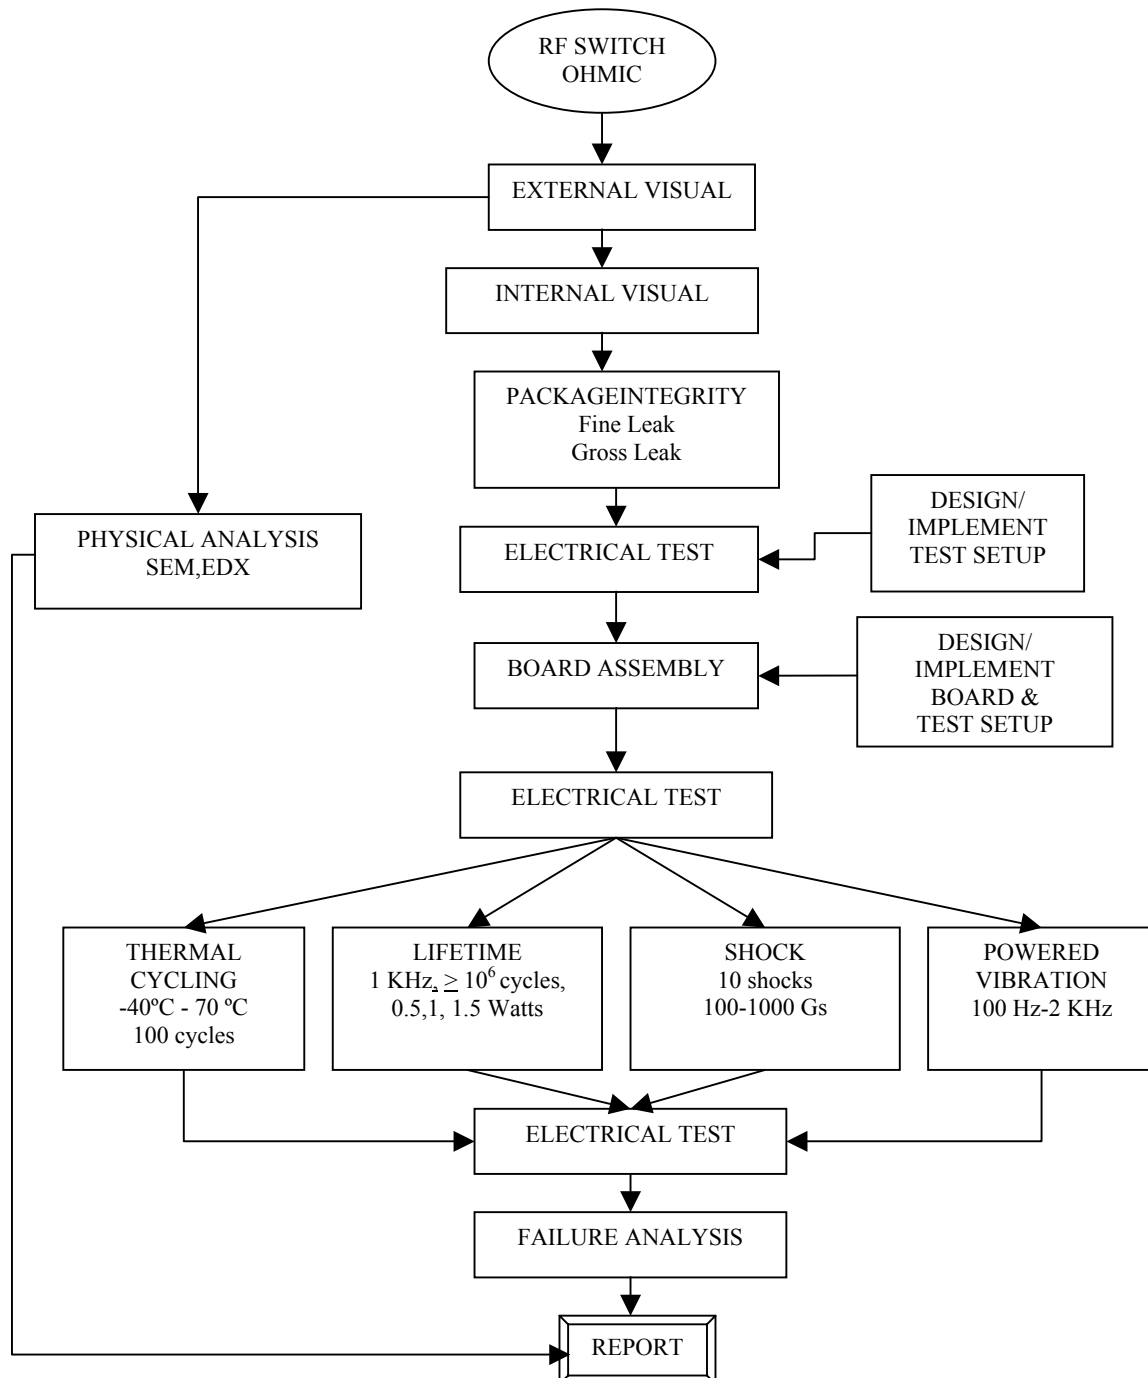 RF SWITCH
OHMIC
EXTERNAL VISUAL
INTERNAL VISUAL
PACKAGEINTEGRITY
Fine Leak
Gross Leak
DESIGN/
IMPLEMENT
TEST SETUP
PHYSICAL ANALYSIS
SEM,EDX
ELECTRICAL TEST
DESIGN/
IMPLEMENT
BOARD &
TEST SETUP
BOARD ASSEMBLY
ELECTRICAL TEST
THERMAL
CYCLING
-40ºC - 70 ºC
100 cycles
LIFETIME
1 KHz, ≥ 10⁶ cycles,
0.5,1, 1.5 Watts
SHOCK
10 shocks
100-1000 Gs
POWERED
VIBRATION
100 Hz-2 KHz
ELECTRICAL TEST
FAILURE ANALYSIS
REPORT